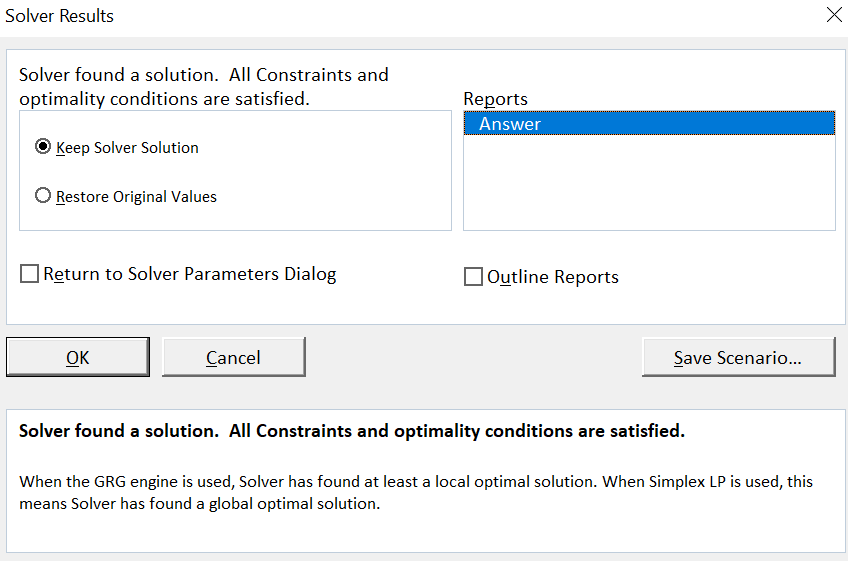 Solver Results
Solver found a solution.  All Constraints and
optimality conditions are satisfied.
Keep Solver Solution
Restore Original Values
Reports
Answer
Return to Solver Parameters Dialog
Outline Reports
OK
Cancel
Save Scenario...
Solver found a solution.  All Constraints and optimality conditions are satisfied.
When the GRG engine is used, Solver has found at least a local optimal solution. When Simplex LP is used, this
means Solver has found a global optimal solution.